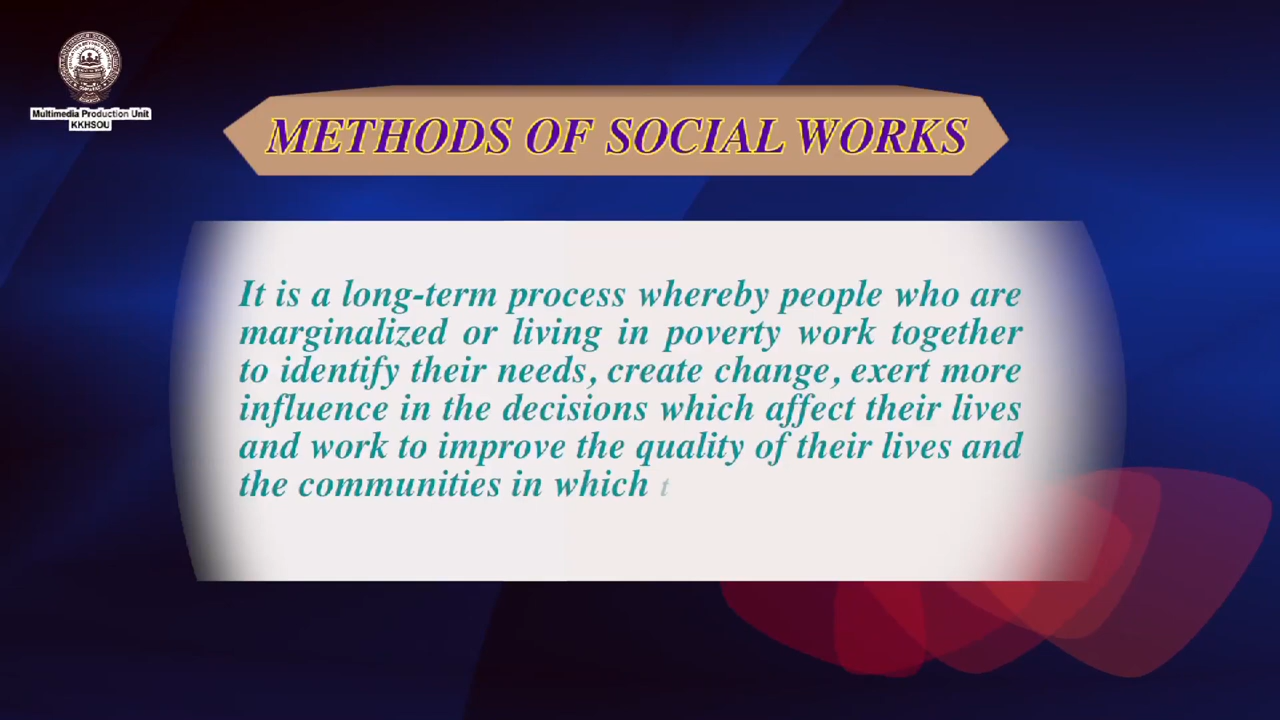 Multimedia Production Unit
KKHSOU
METHODS OF SOCIAL WORKS
It is a long-term process whereby people who are
marginalized or living in poverty work together
to identify their needs, create change, exert more
influence in the decisions which affect their lives
and work to improve the quality of their lives and
the communities in which t